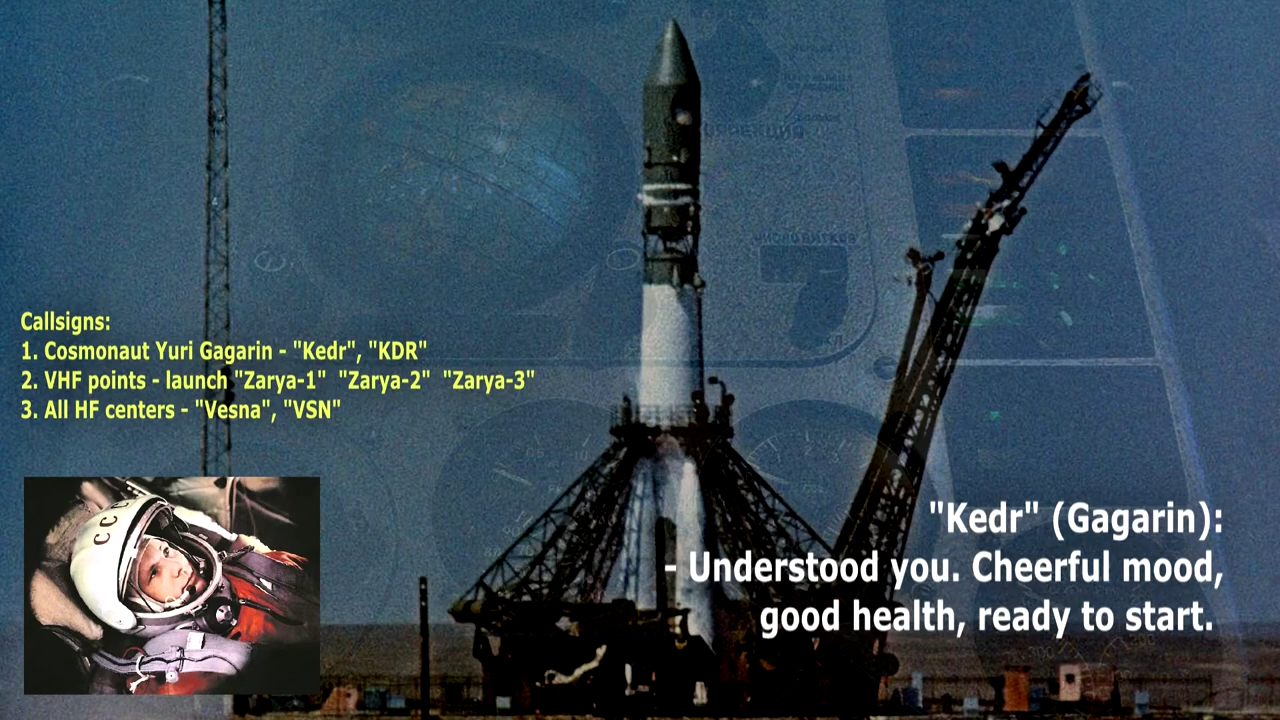 Callsigns:
1. Cosmonaut Yuri Gagarin - "Kedr", "KDR"
2. VHF points - launch "Zarya-1" "Zarya-2" "Zarya-3"
3. All HF centers - "Vesna", "VSN"
CCC
"Kedr" (Gagarin):
- Understood you. Cheerful mood,
good health, ready to start.